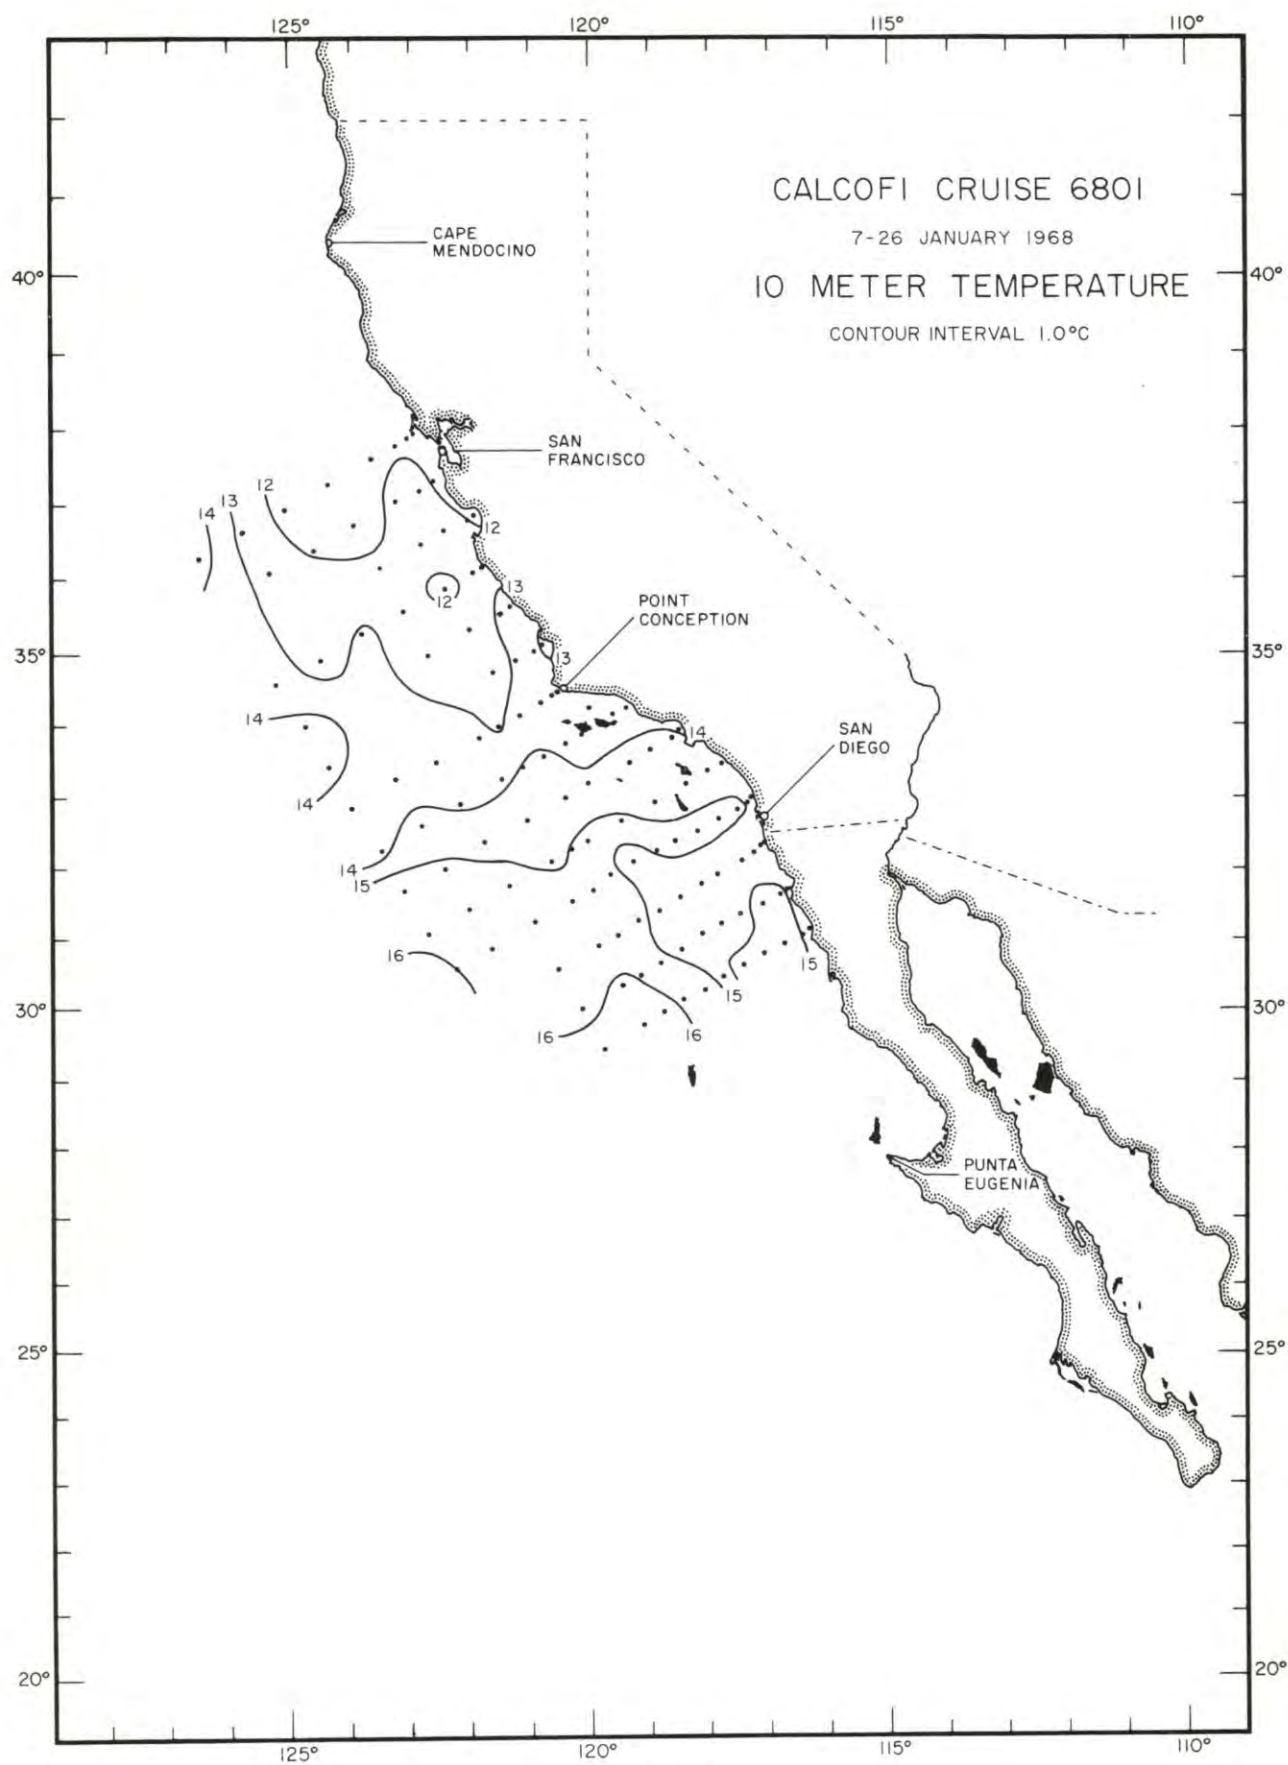 125°
120°
115°
110°
CALCOFI CRUISE 6801
7-26 JANUARY 1968
10 METER TEMPERATURE
CONTOUR INTERVAL 1.0°C
CAPE
MENDOCINO
40°
40°
SAN
FRANCISCO
12
13
14
12
12
13
POINT
CONCEPTION
13
35°
35°
14
14
SAN
DIEGO
14
14
15
16
15
15
30°
30°
16
16
PUNTA
EUGENIA
25°
25°
20°
20°
125°
120°
115°
110°